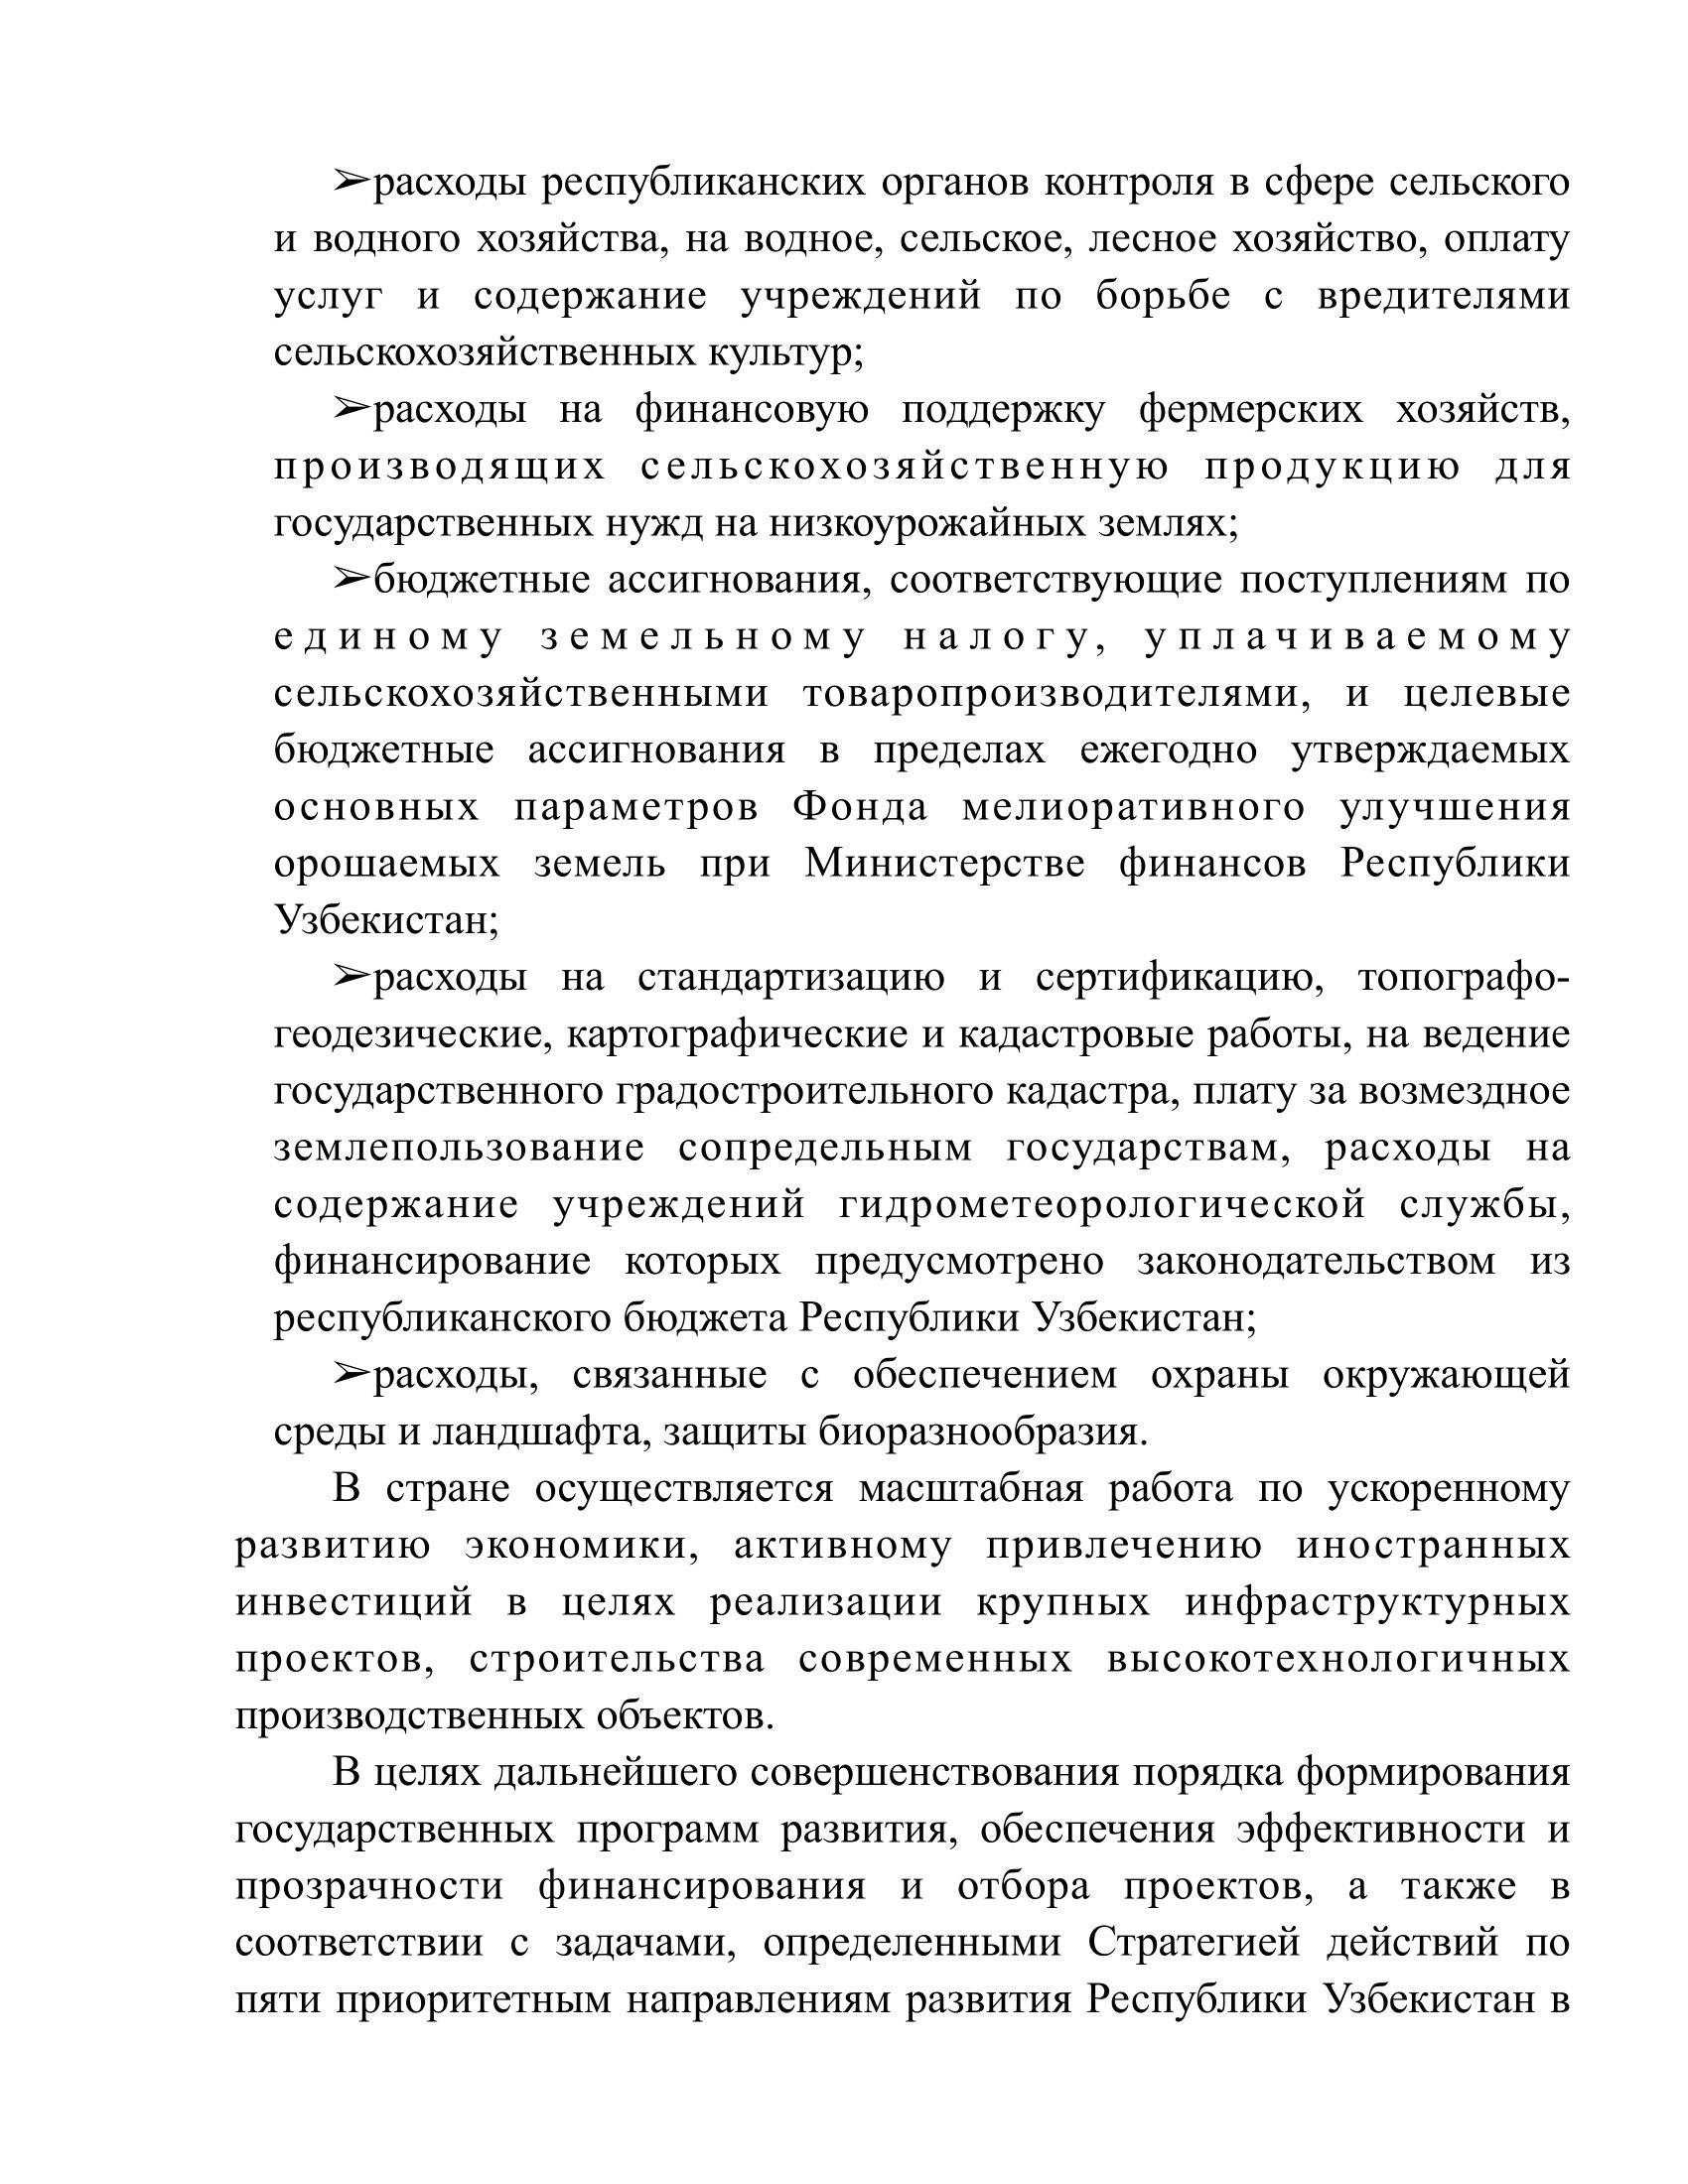 ➢расходы республиканских органов контроля в сфере сельского
и водного хозяйства, на водное, сельское, лесное хозяйство, оплату
услуг и содержание учреждений по борьбе с вредителями
сельскохозяйственных культур;
➢расходы на финансовую поддержку фермерских хозяйств,
производящих сельскохозяйственную продукцию для
государственных нужд на низкоурожайных землях;
➢бюджетные ассигнования, соответствующие поступлениям по
единому земельному налогу, уплачиваемому
сельскохозяйственными товаропроизводителями, и целевые
бюджетные ассигнования в пределах ежегодно утверждаемых
основных параметров Фонда мелиоративного улучшения
орошаемых земель при Министерстве финансов Республики
Узбекистан;
➢расходы на стандартизацию и сертификацию, топографо-
геодезические, картографические и кадастровые работы, на ведение
государственного градостроительного кадастра, плату за возмездное
землепользование сопредельным государствам, расходы на
содержание учреждений гидрометеорологической службы,
финансирование которых предусмотрено законодательством из
республиканского бюджета Республики Узбекистан;
➢расходы, связанные с обеспечением охраны окружающей
среды и ландшафта, защиты биоразнообразия.
В стране осуществляется масштабная работа по ускоренному
развитию экономики, активному привлечению иностранных
инвестиций в целях реализации крупных инфраструктурных
проектов, строительства современных высокотехнологичных
производственных объектов.
В целях дальнейшего совершенствования порядка формирования
государственных программ развития, обеспечения эффективности и
прозрачности финансирования и отбора проектов, а также в
соответствии с задачами, определенными Стратегией действий по
пяти приоритетным направлениям развития Республики Узбекистан в